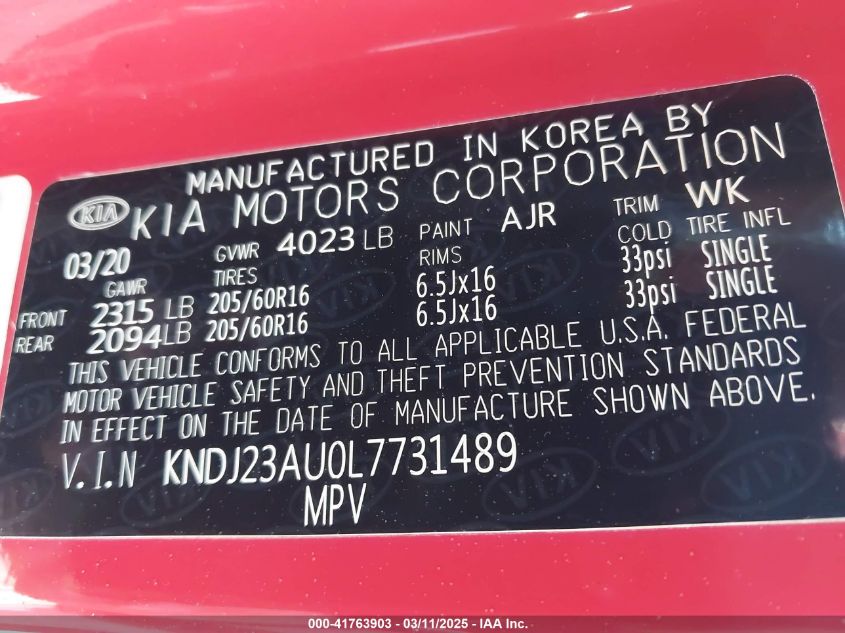 MANUFACTURED IN KOREA BY
KIA KIA MOTORS CORPORATION
03/20 GVWR 4023 LB PAINT AJR TRIM WK
GAWR TIRES RIMS COLD TIRE INFL
FRONT 2315 LB 205/60R16 6.5Jx16 33psi SINGLE
REAR 2094 LB 205/60R16 6.5Jx16 33psi SINGLE
THIS VEHICLE CONFORMS TO ALL APPLICABLE U.S.A. FEDERAL
MOTOR VEHICLE SAFETY AND THEFT PREVENTION STANDARDS
IN EFFECT ON THE DATE OF MANUFACTURE SHOWN ABOVE.
V.I.N KNDJ23AU0L7731489
MPV
000-41763903 - 03/11/2025 - IAA Inc.